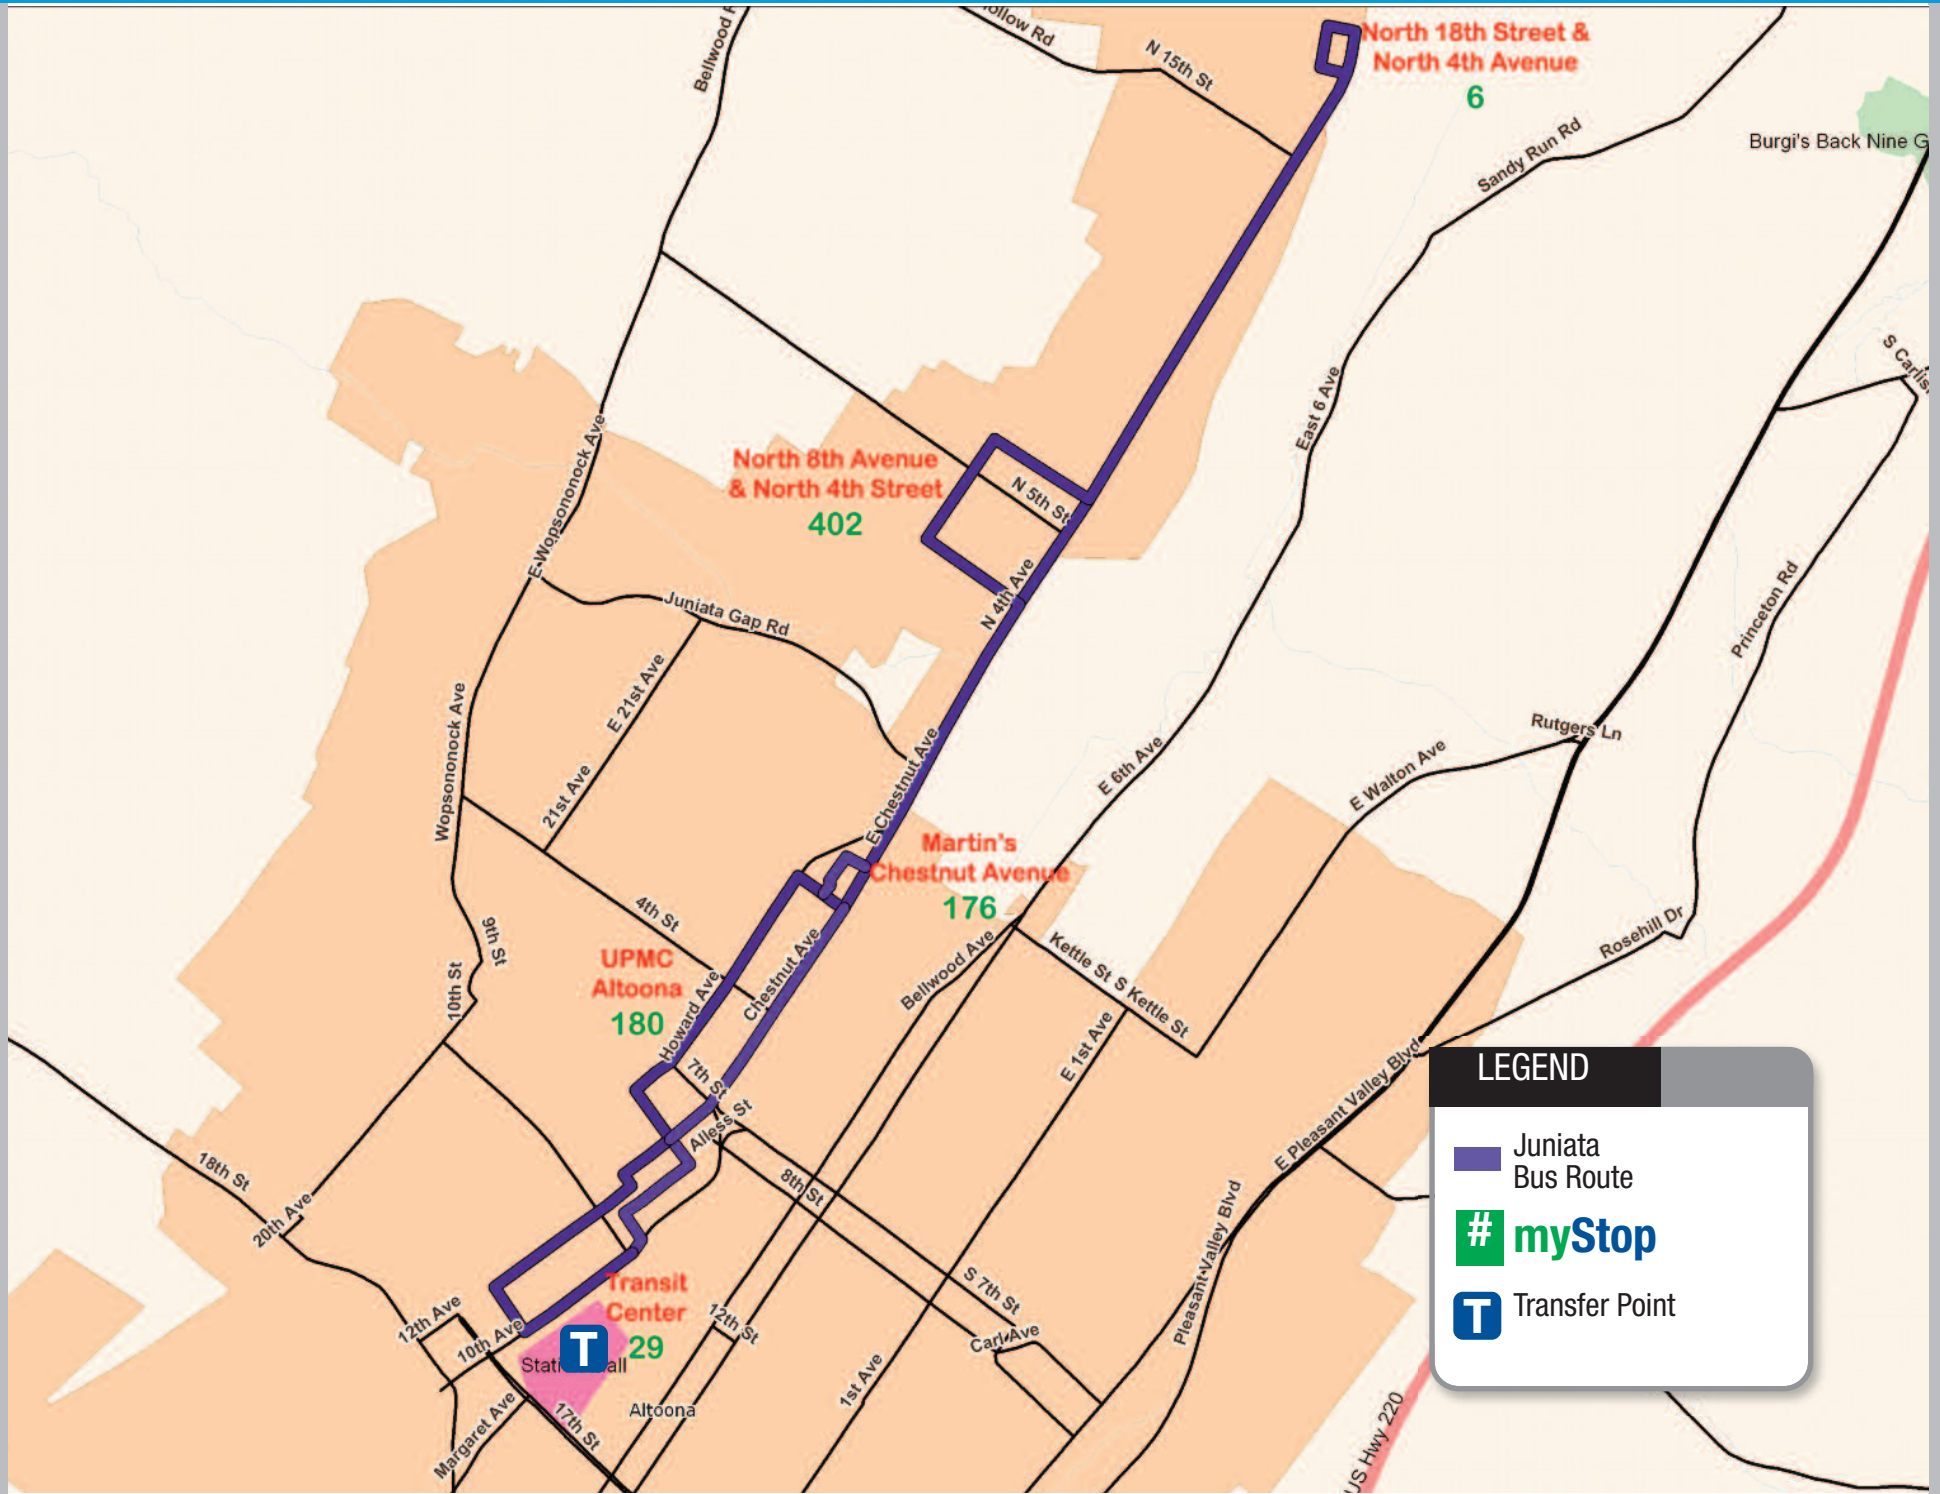 Bellwood
ollow Rd
N 15th St
North 18th Street &
North 4th Avenue
6
Sandy Run Rd
Burgi's Back Nine G
S Carlis
East 6 Ave
E Wopsononock Ave
North 8th Avenue
& North 4th Street
402
N 5th St
N 4th Ave
Juniata Gap Rd
E 21st Ave
Princeton Rd
Wopsononock Ave
21st Ave
E Chestnut Ave
E 6th Ave
E Walton Ave
Rutgers Ln
Martin's
Chestnut Avenue
176
4th St
9th St
10th St
UPMC
Altoona
180
Howard Ave
Chestnut Ave
Bellwood Ave
Kettle St
S Kettle St
Rosehill Dr
7th St
Alless St
E 1st Ave
E Pleasant Valley Blvd
18th St
20th Ave
8th St
Pleasant Valley Blvd
LEGEND
Juniata
Bus Route
# myStop
T Transfer Point
Transit
Center
29
T
12th Ave
10th Ave
12th St
S 7th St
Carl Ave
Altoona
1st Ave
Margaret Ave
17th St
US Hwy 220